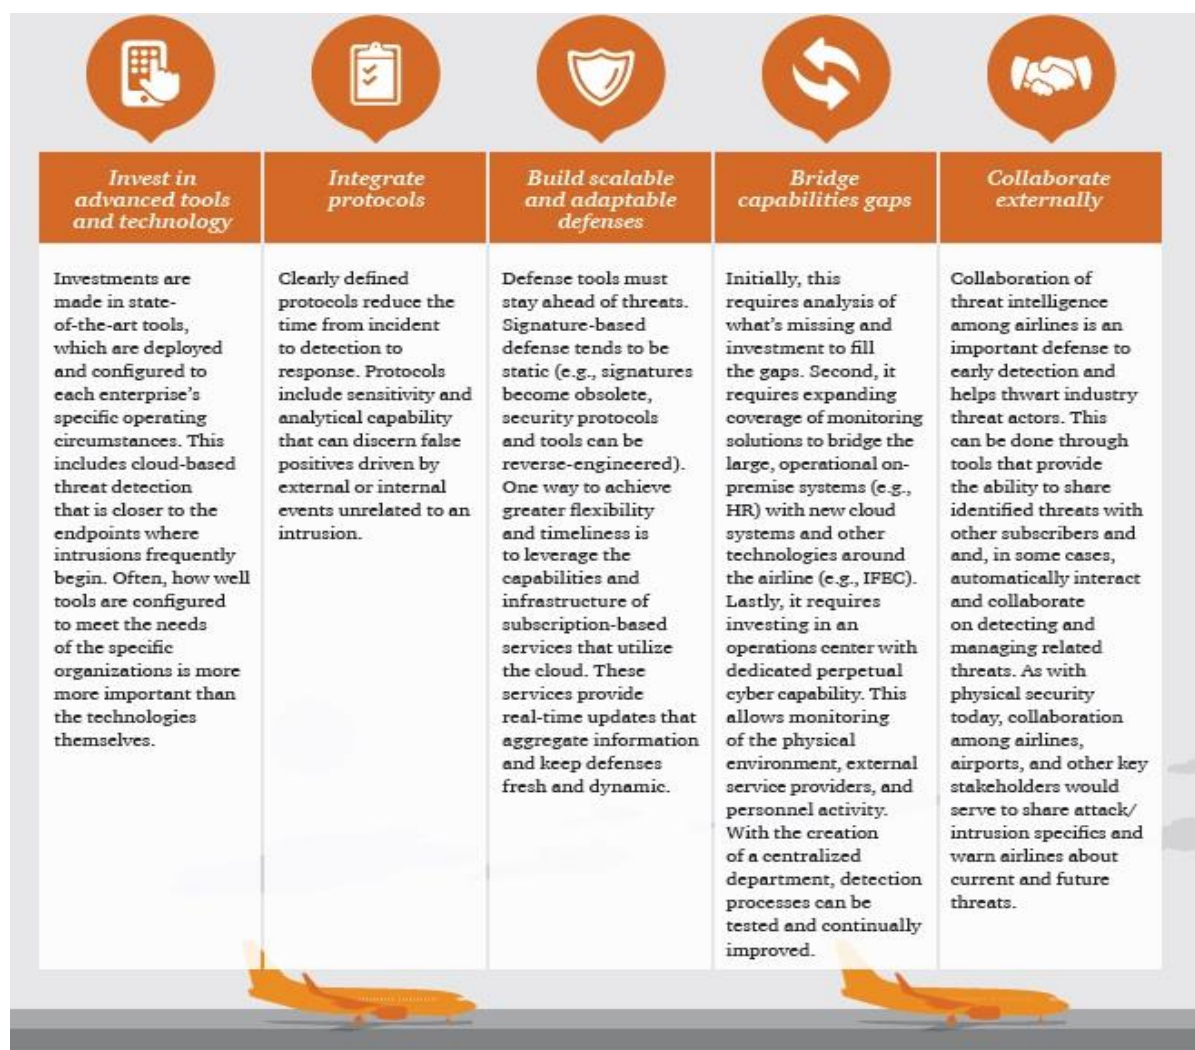 Invest in
advanced tools
and technology
Investments are
made in state-
of-the-art tools,
which are deployed
and configured to
each enterprise's
specific operating
circumstances. This
includes cloud-based
threat detection
that is closer to the
endpoints where
intrusions frequently
begin. Often, how well
tools are configured
to meet the needs
of the specific
organizations is more
more important than
the technologies
themselves.
Integrate
protocols
Clearly defined
protocols reduce the
time from incident
to detection to
response. Protocols
include sensitivity and
analytical capability
that can discern false
positives driven by
external or internal
events unrelated to an
intrusion.
Build scalable
and adaptable
defenses
Defense tools must
stay ahead of threats.
Signature-based
defense tends to be
static (e.g., signatures
become obsolete,
security protocols
and tools can be
reverse-engineered).
One way to achieve
greater flexibility
and timeliness is
to leverage the
capabilities and
infrastructure of
subscription-based
services that utilize
the cloud. These
services provide
real-time updates that
aggregate information
and keep defenses
fresh and dynamic.
Bridge
capabilities gaps
Initially, this
requires analysis of
what's missing and
investment to fill
the gaps. Second, it
requires expanding
coverage of monitoring
solutions to bridge the
large, operational on-
premise systems (e.g.,
HR) with new cloud
systems and other
technologies around
the airline (e.g., IFEC).
Lastly, it requires
investing in an
operations center with
dedicated perpetual
cyber capability. This
allows monitoring
of the physical
environment, external
service providers, and
personnel activity.
With the creation
of a centralized
department, detection
processes can be
tested and continually
improved.
Collaborate
externally
Collaboration of
threat intelligence
among airlines is an
important defense to
early detection and
helps thwart industry
threat actors. This
can be done through
tools that provide
the ability to share
identified threats with
other subscribers and
and, in some cases,
automatically interact
and collaborate
on detecting and
managing related
threats. As with
physical security
today, collaboration
among airlines,
airports, and other key
stakeholders would
serve to share attack/
intrusion specifics and
warn airlines about
current and future
threats.